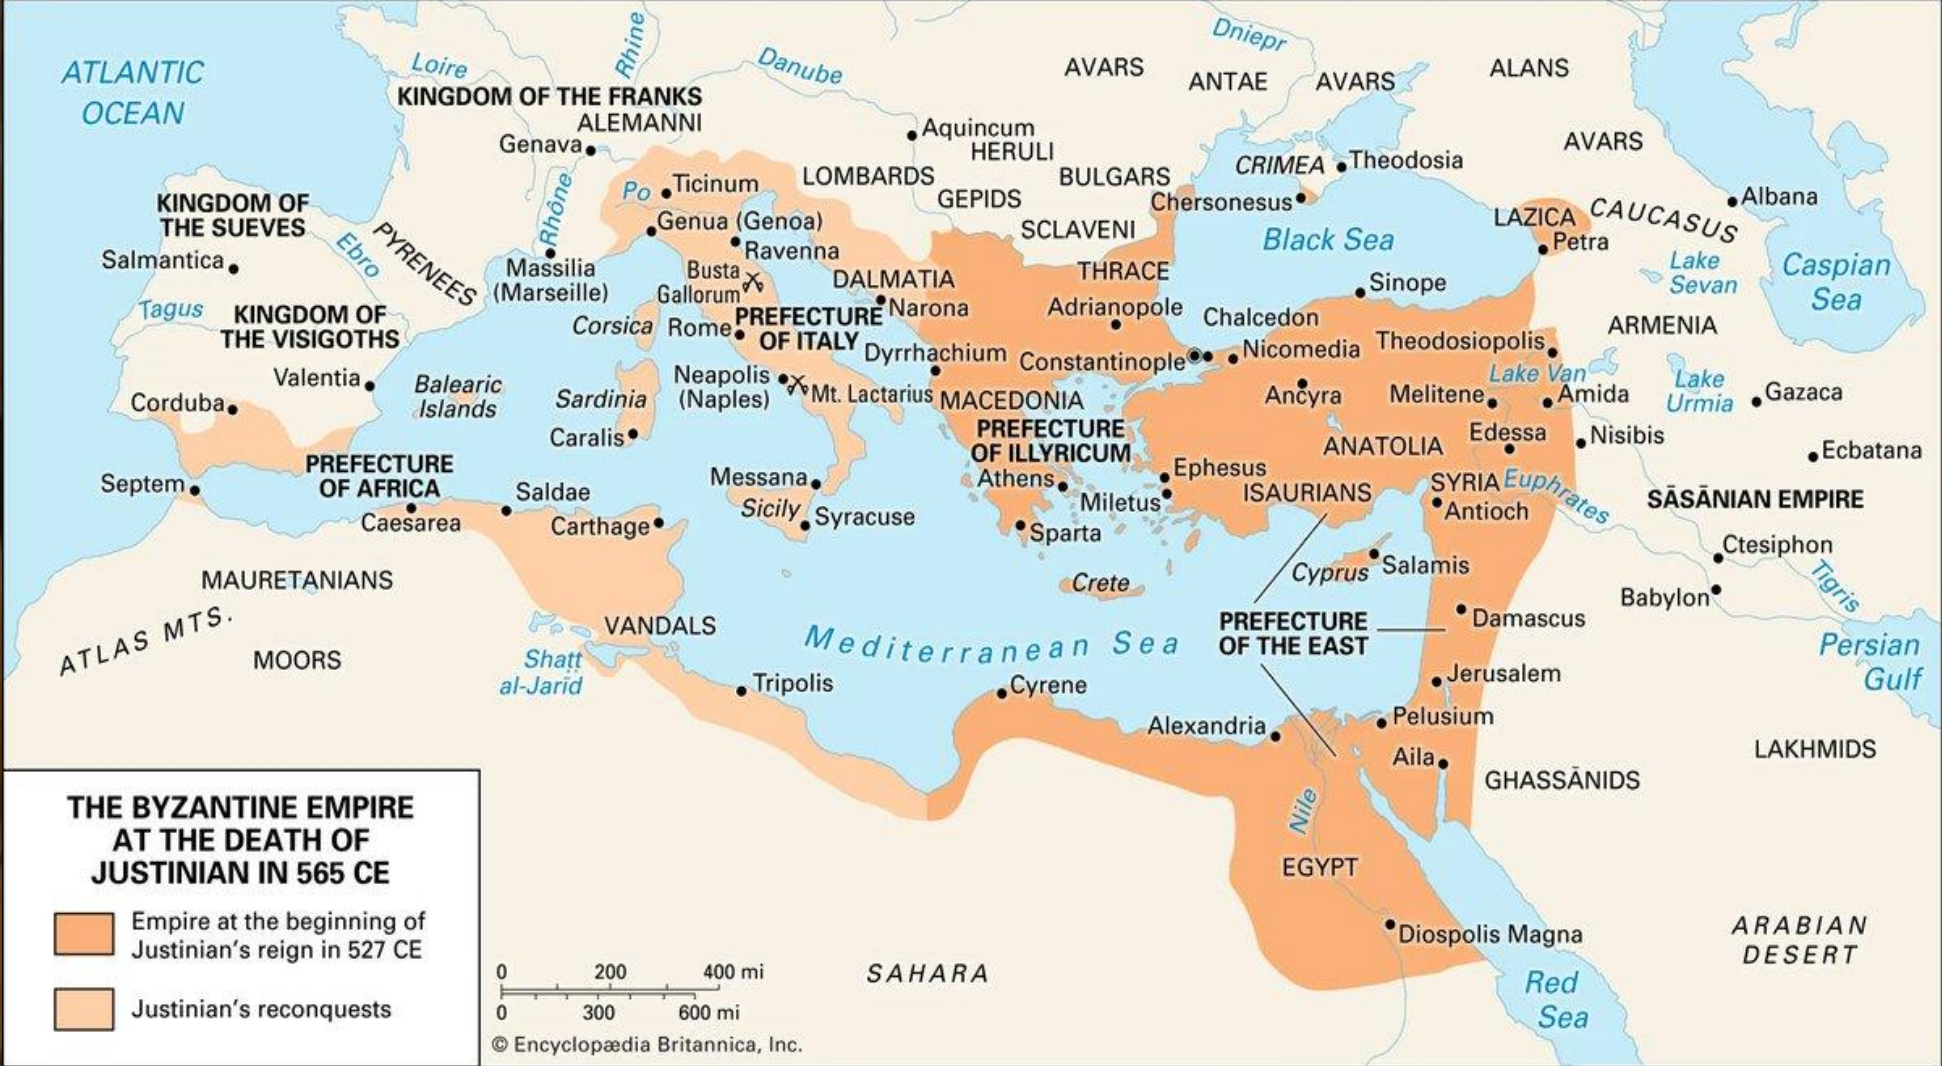 ATLANTIC
OCEAN
Loire
Rhine
Danube
Dniepr
AVARS
ANTAE
AVARS
ALANS
KINGDOM OF THE FRANKS
ALEMANNI
Genava
Aquincum
HERULI
AVARS
CRIMEA
Theodosia
LOMBARDS
BULGARS
GEPIDS
Chersonesus
Albana
KINGDOM OF
THE SUEVES
Po
Ticinum
Rhône
Genua (Genoa)
SCLAVENI
LAZICA
CAUCASUS
Petra
Black Sea
PYRENEES
Ebro
Salmantica
Ravenna
Massilia
(Marseille)
Busta
Gallorum
DALMATIA
Narona
THRACE
Adrianopole
Sinope
Lake
Sevan
Caspian
Sea
Tagus
KINGDOM OF
THE VISIGOTHS
Corsica
Rome
PREFECTURE
OF ITALY
Chalcedon
ARMENIA
Dyrrhachium
Constantinople
Nicomedia
Theodosiopolis
Valentia
Balearic
Islands
Sardinia
Neapolis
(Naples)
Mt. Lactarius
MACEDONIA
Ancyra
Melitene
Lake Van
Amida
Lake
Urmia
Gazaca
Corduba
Caralis
PREFECTURE
OF ILLYRICUM
ANATOLIA
Edessa
Nisibis
Ecbatana
PREFECTURE
OF AFRICA
Septem
Caesarea
Saldae
Carthage
Messana
Sicily
Syracuse
Athens
Sparta
Ephesus
Miletus
ISAURIANS
SYRIA
Antioch
Euphrates
SĀSĀNIAN EMPIRE
Ctesiphon
Babylon
Tigris
MAURETANIANS
ATLAS MTS.
MOORS
VANDALS
Crete
Cyprus
Salamis
Damascus
PREFECTURE
OF THE EAST
Mediterranean Sea
Persian
Gulf
Shaṭṭ
al-Jarīd
Tripolis
Cyrene
Jerusalem
Alexandria
Pelusium
Aila
LAKHMIDS
GHASSĀNIDS
Nile
EGYPT
Diospolis Magna
ARABIAN
DESERT
SAHARA
Red
Sea
THE BYZANTINE EMPIRE
AT THE DEATH OF
JUSTINIAN IN 565 CE
Empire at the beginning of
Justinian's reign in 527 CE
Justinian's reconquests
0 200 400 mi
0 300 600 mi
© Encyclopædia Britannica, Inc.